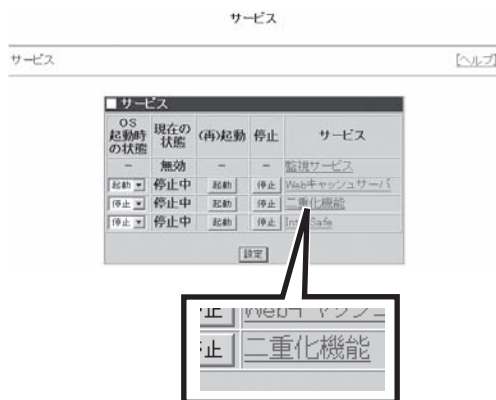 サービス
サービス [ヘルプ]
■ サービス
OS起動時の状態 現在の状態 (再)起動 停止 サービス
- 無効 - - 監視サービス
起動 停止中 起動 停止 Webキャッシュサーバ
停止 停止中 起動 停止 二重化機能
停止 停止中 起動 停止 Safe
設定
二重化機能